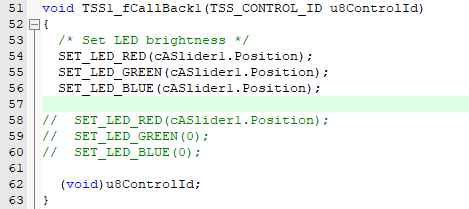 51 void TSS1_fCallBack1(TSS_CONTROL_ID u8ControlId)
52 {
53 /* Set LED brightness */
54 SET_LED_RED(cASlider1.Position);
55 SET_LED_GREEN(cASlider1.Position);
56 SET_LED_BLUE(cASlider1.Position);
57
58 // SET_LED_RED(cASlider1.Position);
59 // SET_LED_GREEN(0);
60 // SET_LED_BLUE(0);
61
62 (void)u8ControlId;
63 }